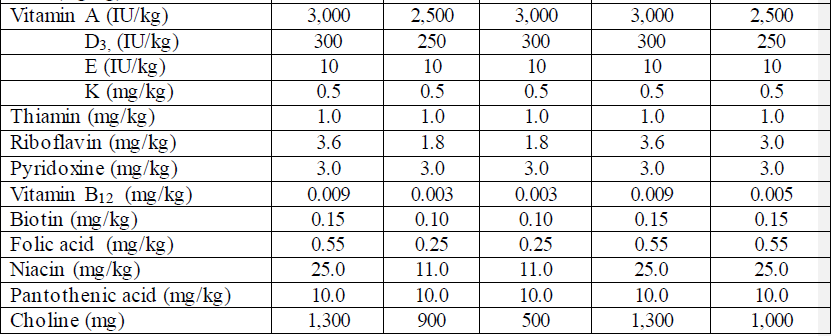 Vitamin A (IU/kg) 3,000 2,500 3,000 3,000 2,500
D3, (IU/kg) 300 250 300 300 250
E (IU/kg) 10 10 10 10 10
K (mg/kg) 0.5 0.5 0.5 0.5 0.5
Thiamin (mg/kg) 1.0 1.0 1.0 1.0 1.0
Riboflavin (mg/kg) 3.6 1.8 1.8 3.6 3.0
Pyridoxine (mg/kg) 3.0 3.0 3.0 3.0 3.0
Vitamin B12 (mg/kg) 0.009 0.003 0.003 0.009 0.005
Biotin (mg/kg) 0.15 0.10 0.10 0.15 0.15
Folic acid (mg/kg) 0.55 0.25 0.25 0.55 0.55
Niacin (mg/kg) 25.0 11.0 11.0 25.0 25.0
Pantothenic acid (mg/kg) 10.0 10.0 10.0 10.0 10.0
Choline (mg) 1,300 900 500 1,300 1,000